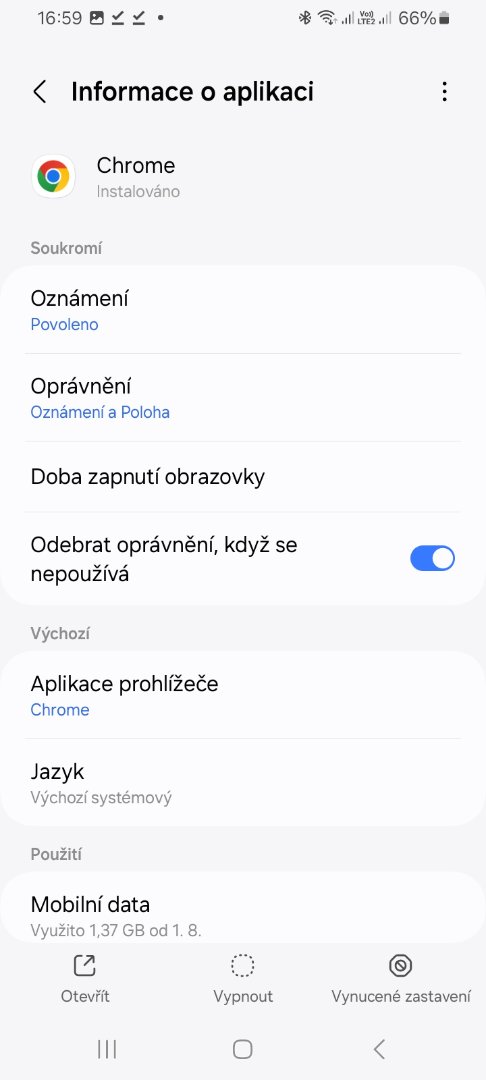 16:59
Vo))
LTE2
66%
Informace o aplikaci
Chrome
Instalováno
Soukromí
Oznámení
Povoleno
Oprávnění
Oznámení a Poloha
Doba zapnutí obrazovky
Odebrat oprávnění, když se
nepoužívá
Výchozí
Aplikace prohlížeče
Chrome
Jazyk
Výchozí systémový
Použití
Mobilní data
Využito 1,37 GB od 1. 8.
Otevřít
Vypnout
Vynucené zastavení